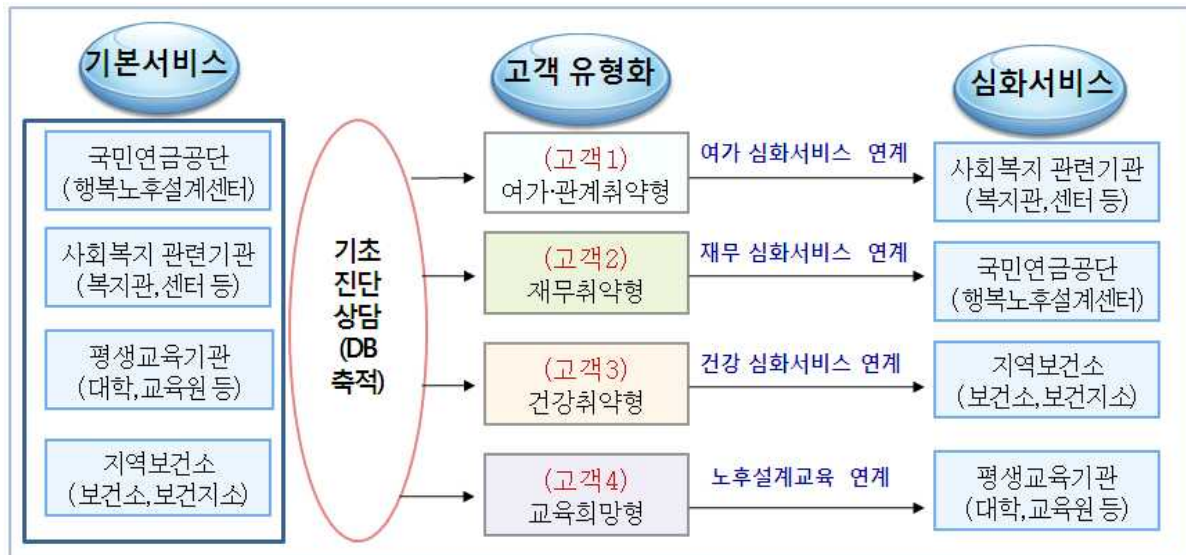 기본서비스
국민연금공단
(행복노후설계센터)
사회복지 관련기관
(복지관,센터 등)
평생교육기관
(대학,교육원 등)
지역보건소
(보건소,보건지소)
기초
진단
상담
(DB
축적)
고객 유형화
(고객1)
여가·관계취약형
(고객2)
재무취약형
(고객3)
건강취약형
(고객4)
교육희망형
여가 심화서비스 연계
재무 심화서비스 연계
건강 심화서비스 연계
노후설계교육 연계
심화서비스
사회복지 관련기관
(복지관,센터 등)
국민연금공단
(행복노후설계센터)
지역보건소
(보건소,보건지소)
평생교육기관
(대학,교육원 등)